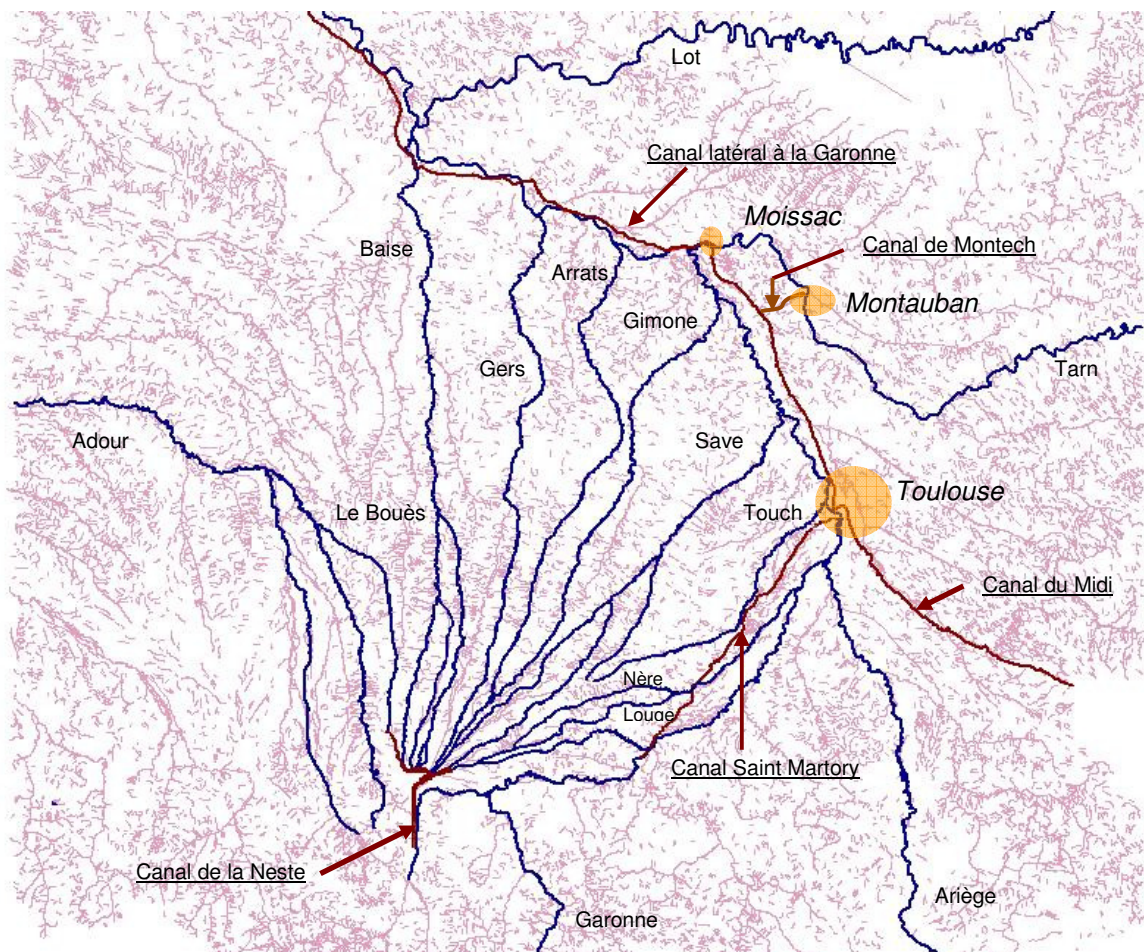 Lot
Canal latéral à la Garonne
Moissac
Canal de Montech
Baise
Arrats
Montauban
Gimone
Gers
Tarn
Adour
Save
Toulouse
Le Bouès
Touch
Canal du Midi
Nère
Louge
Canal Saint Martory
Canal de la Neste
Ariège
Garonne